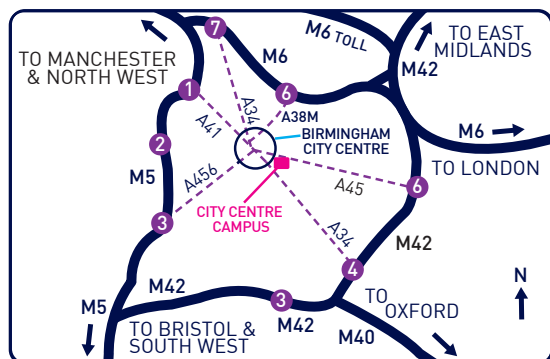 TO MANCHESTER
& NORTH WEST
7
M6
M6 TOLL
TO EAST
MIDLANDS
M42
1
A34
6
A38M
A41
BIRMINGHAM
CITY CENTRE
M6
2
TO LONDON
M5
A456
A45
6
CITY CENTRE
CAMPUS
3
A34
M42
4
M42
3
M42
M5
TO
OXFORD
N
M40
TO BRISTOL &
SOUTH WEST